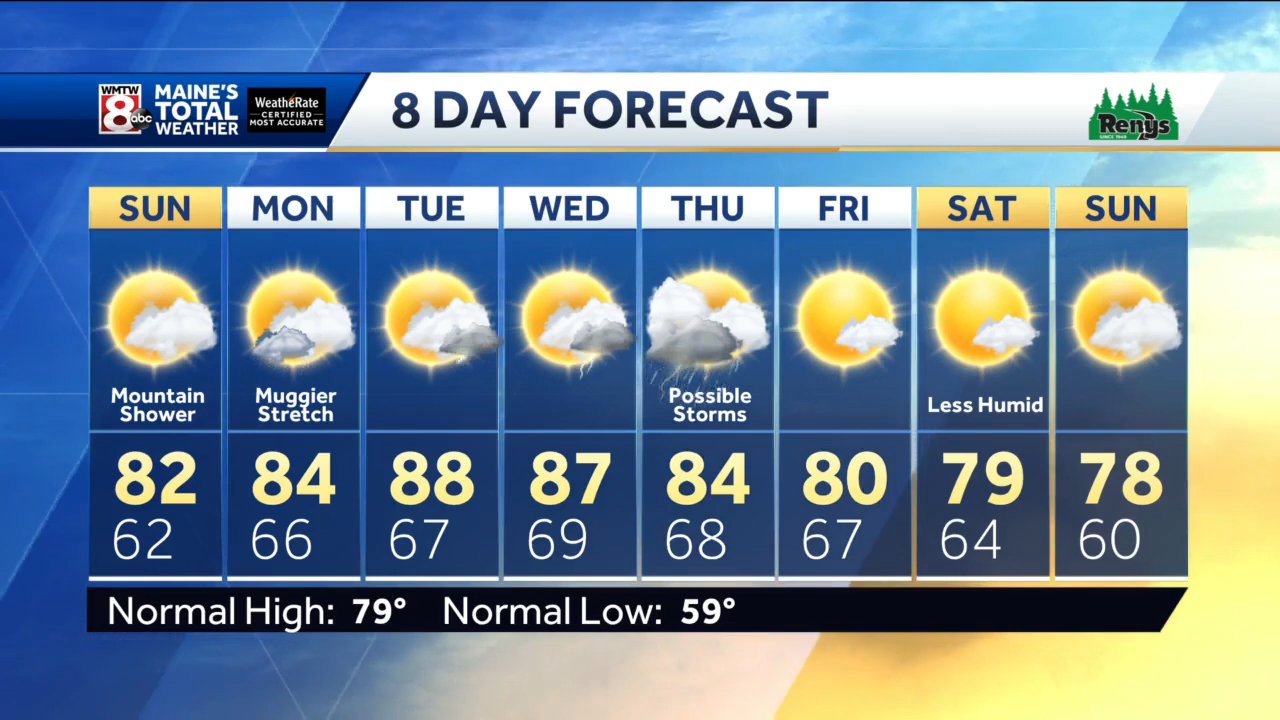 WMTW
8
abc
MAINE'S
TOTAL
WEATHER
WeatheRate
CERTIFIED
MOST ACCURATE
8 DAY FORECAST
Renys
SINCE 1949
SUN MON TUE WED THU FRI SAT SUN
Mountain Shower
Muggier Stretch
Possible Storms
Less Humid
82 84 88 87 84 80 79 78
62 66 67 69 68 67 64 60
Normal High: 79° Normal Low: 59°